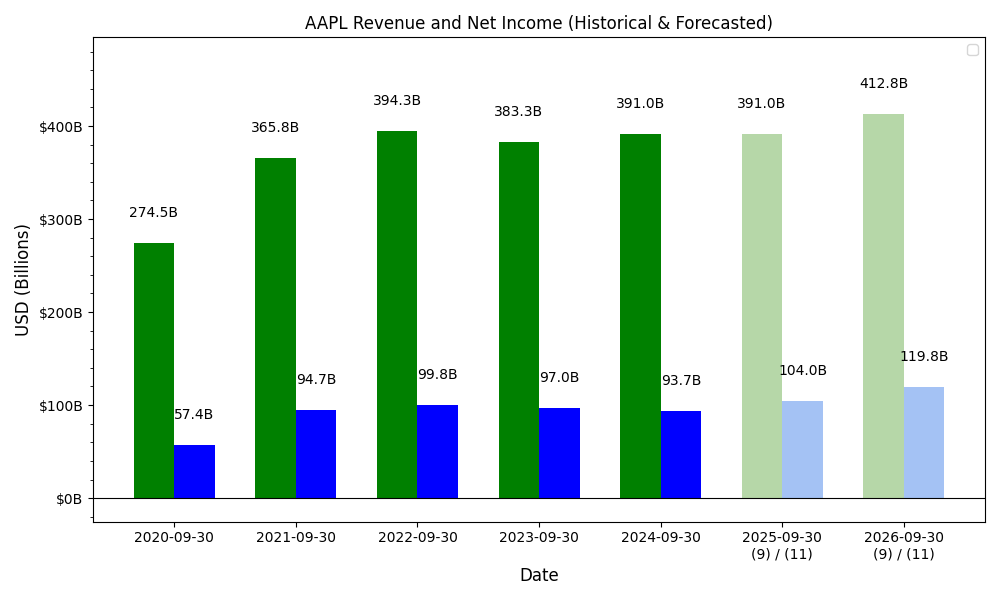 AAPL Revenue and Net Income (Historical & Forecasted)
USD (Billions)
$400B
$300B
$200B
$100B
$0B
274.5B
57.4B
365.8B
94.7B
394.3B
99.8B
383.3B
97.0B
391.0B
93.7B
391.0B
104.0B
412.8B
119.8B
2020-09-30
2021-09-30
2022-09-30
2023-09-30
2024-09-30
2025-09-30
(9) / (11)
2026-09-30
(9) / (11)
Date